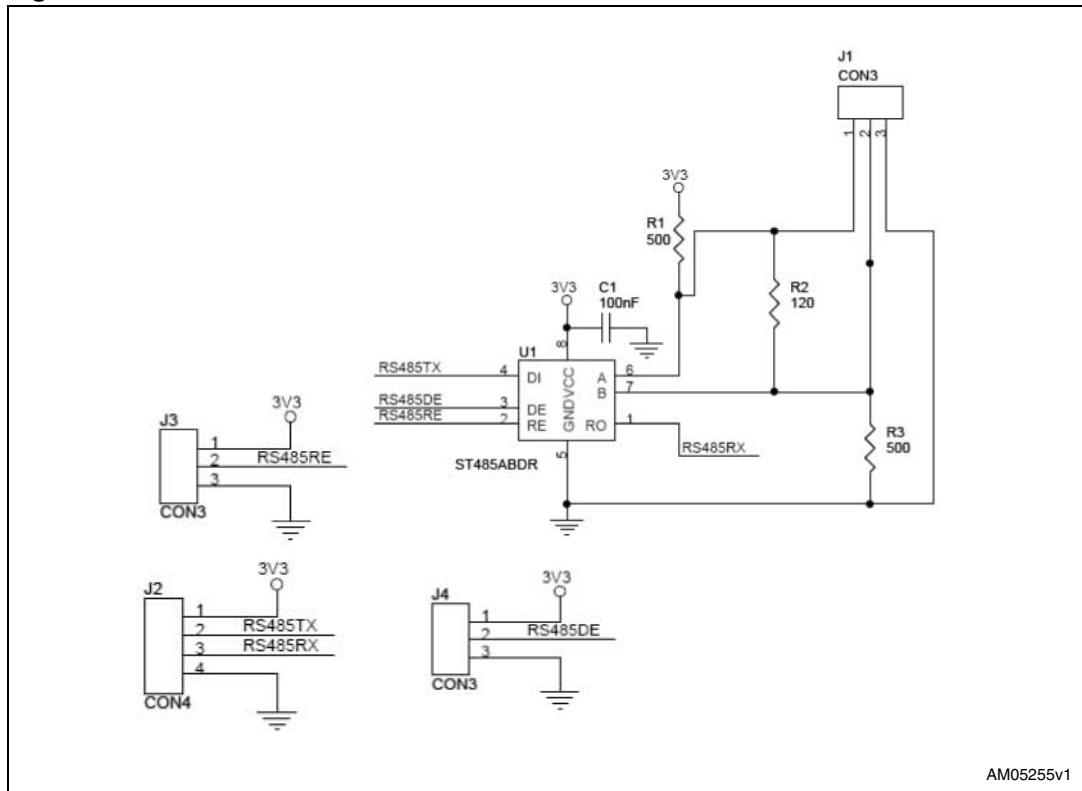 J1
CON3
1
2
3
3V3
R1
500
R2
120
3V3
C1
100nF
8
U1
RS485TX
4
DI
VCC
A
6
B
7
RS485DE
3
DE
RS485RE
2
RE
GND
RO
1
RS485RX
5
ST485ABDR
R3
500
J3
3V3
1
2
RS485RE
3
CON3
J2
3V3
1
2
RS485TX
3
RS485RX
4
CON4
J4
3V3
1
2
RS485DE
3
CON3
AM05255v1